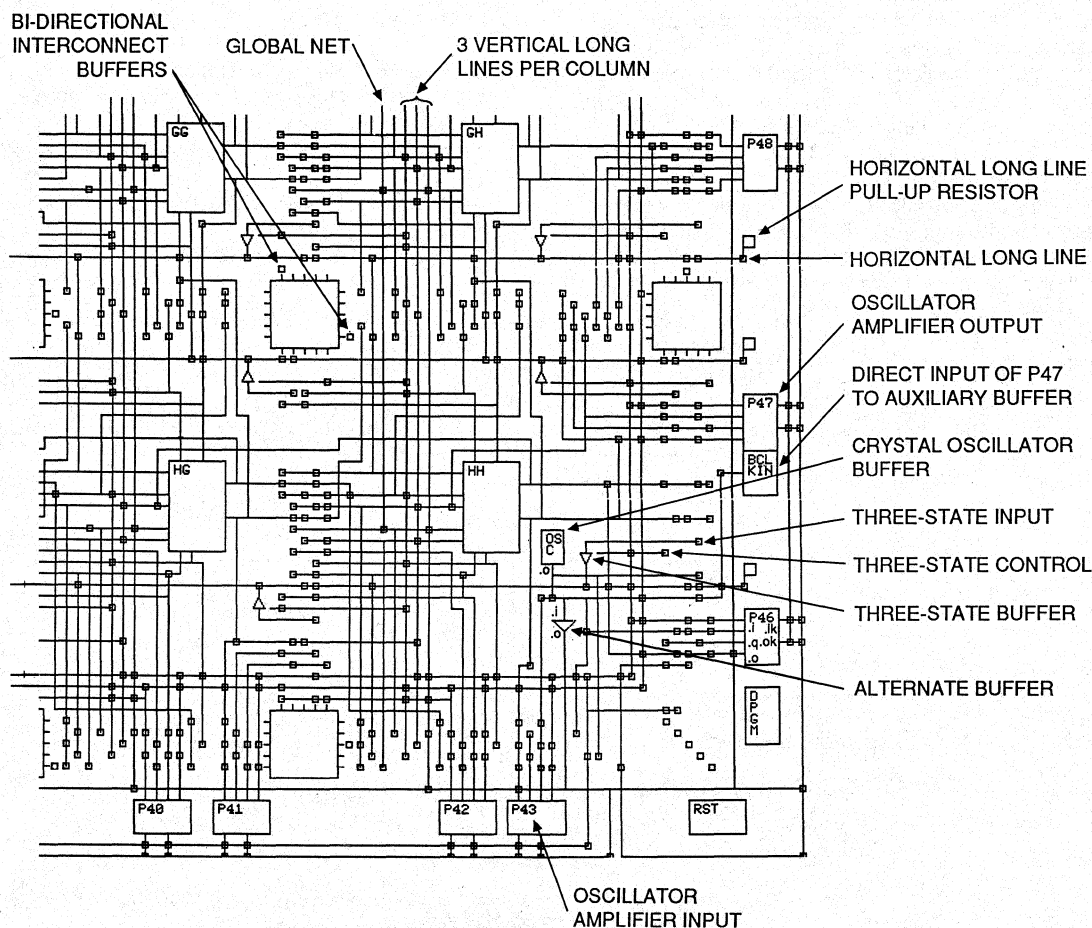 BI-DIRECTIONAL
INTERCONNECT
BUFFERS
GLOBAL NET
3 VERTICAL LONG
LINES PER COLUMN
GG
GH
P48
HORIZONTAL LONG LINE
PULL-UP RESISTOR
HORIZONTAL LONG LINE
OSCILLATOR
AMPLIFIER OUTPUT
P47
DIRECT INPUT OF P47
TO AUXILIARY BUFFER
BCL
KIN
CRYSTAL OSCILLATOR
BUFFER
HG
HH
OS
C
.o
THREE-STATE INPUT
THREE-STATE CONTROL
THREE-STATE BUFFER
.i
.o
P46
.i .lk
.q.ok
.o
ALTERNATE BUFFER
D
P
G
M
P40
P41
P42
P43
RST
OSCILLATOR
AMPLIFIER INPUT